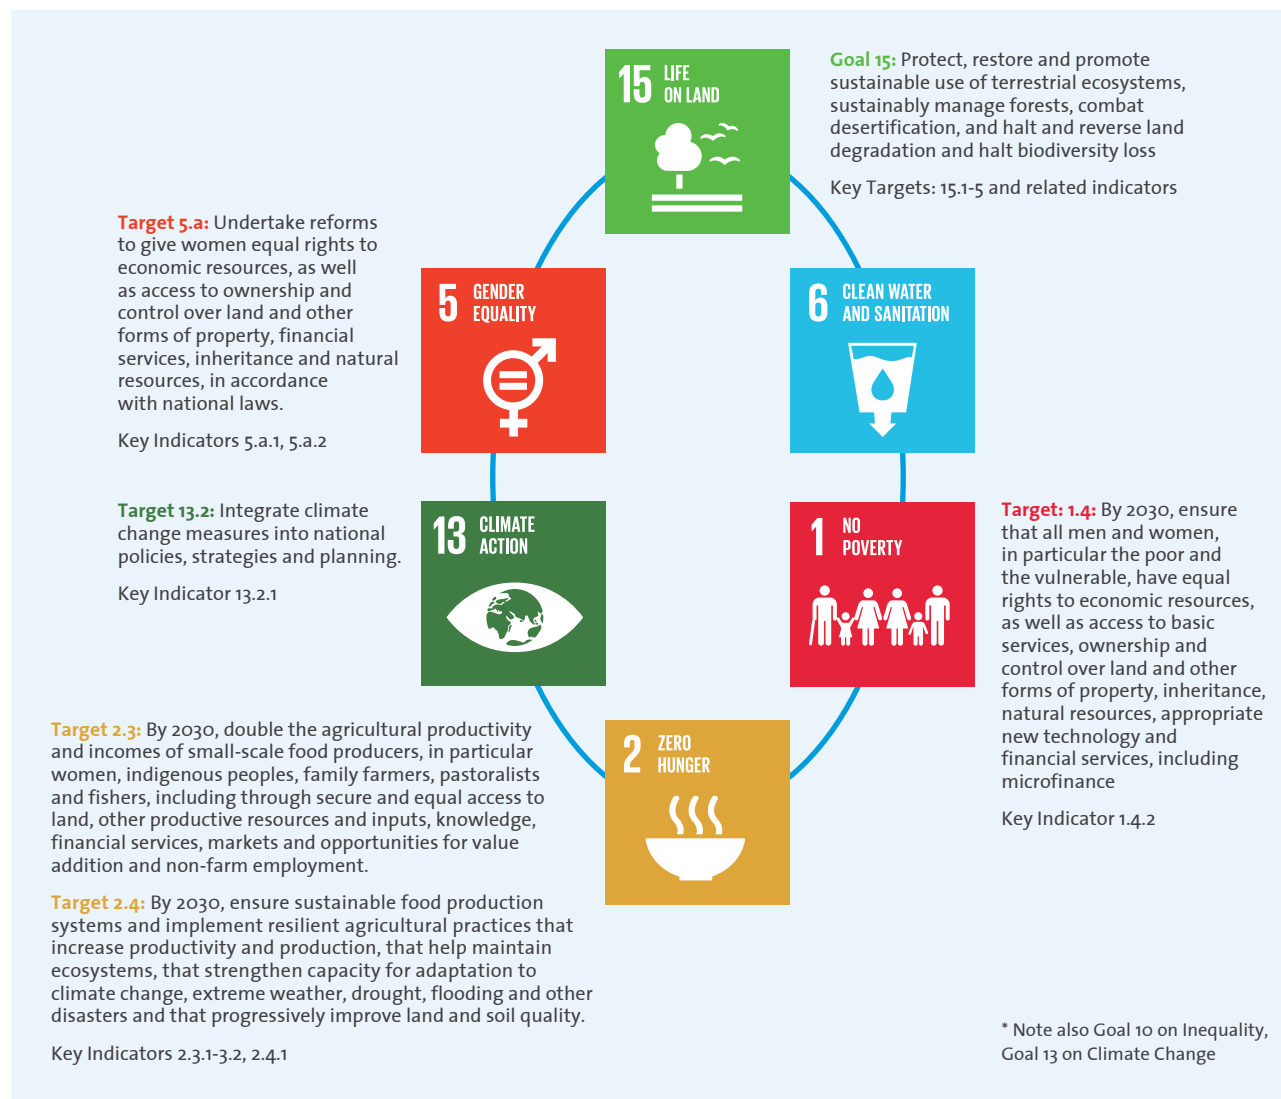 15 LIFE
ON LAND
Goal 15: Protect, restore and promote
sustainable use of terrestrial ecosystems,
sustainably manage forests, combat
desertification, and halt and reverse land
degradation and halt biodiversity loss
Key Targets: 15.1-5 and related indicators
Target 5.a: Undertake reforms
to give women equal rights to
economic resources, as well
as access to ownership and
control over land and other
forms of property, financial
services, inheritance and natural
resources, in accordance
with national laws.
Key Indicators 5.a.1, 5.a.2
5 GENDER
EQUALITY
6 CLEAN WATER
AND SANITATION
Target 13.2: Integrate climate
change measures into national
policies, strategies and planning.
Key Indicator 13.2.1
13 CLIMATE
ACTION
1 NO
POVERTY
Target: 1.4: By 2030, ensure
that all men and women,
in particular the poor and
the vulnerable, have equal
rights to economic resources,
as well as access to basic
services, ownership and
control over land and other
forms of property, inheritance,
natural resources, appropriate
new technology and
financial services, including
microfinance
Key Indicator 1.4.2
Target 2.3: By 2030, double the agricultural productivity
and incomes of small-scale food producers, in particular
women, indigenous peoples, family farmers, pastoralists
and fishers, including through secure and equal access to
land, other productive resources and inputs, knowledge,
financial services, markets and opportunities for value
addition and non-farm employment.
Target 2.4: By 2030, ensure sustainable food production
systems and implement resilient agricultural practices that
increase productivity and production, that help maintain
ecosystems, that strengthen capacity for adaptation to
climate change, extreme weather, drought, flooding and other
disasters and that progressively improve land and soil quality.
Key Indicators 2.3.1-3.2, 2.4.1
2 ZERO
HUNGER
* Note also Goal 10 on Inequality,
Goal 13 on Climate Change